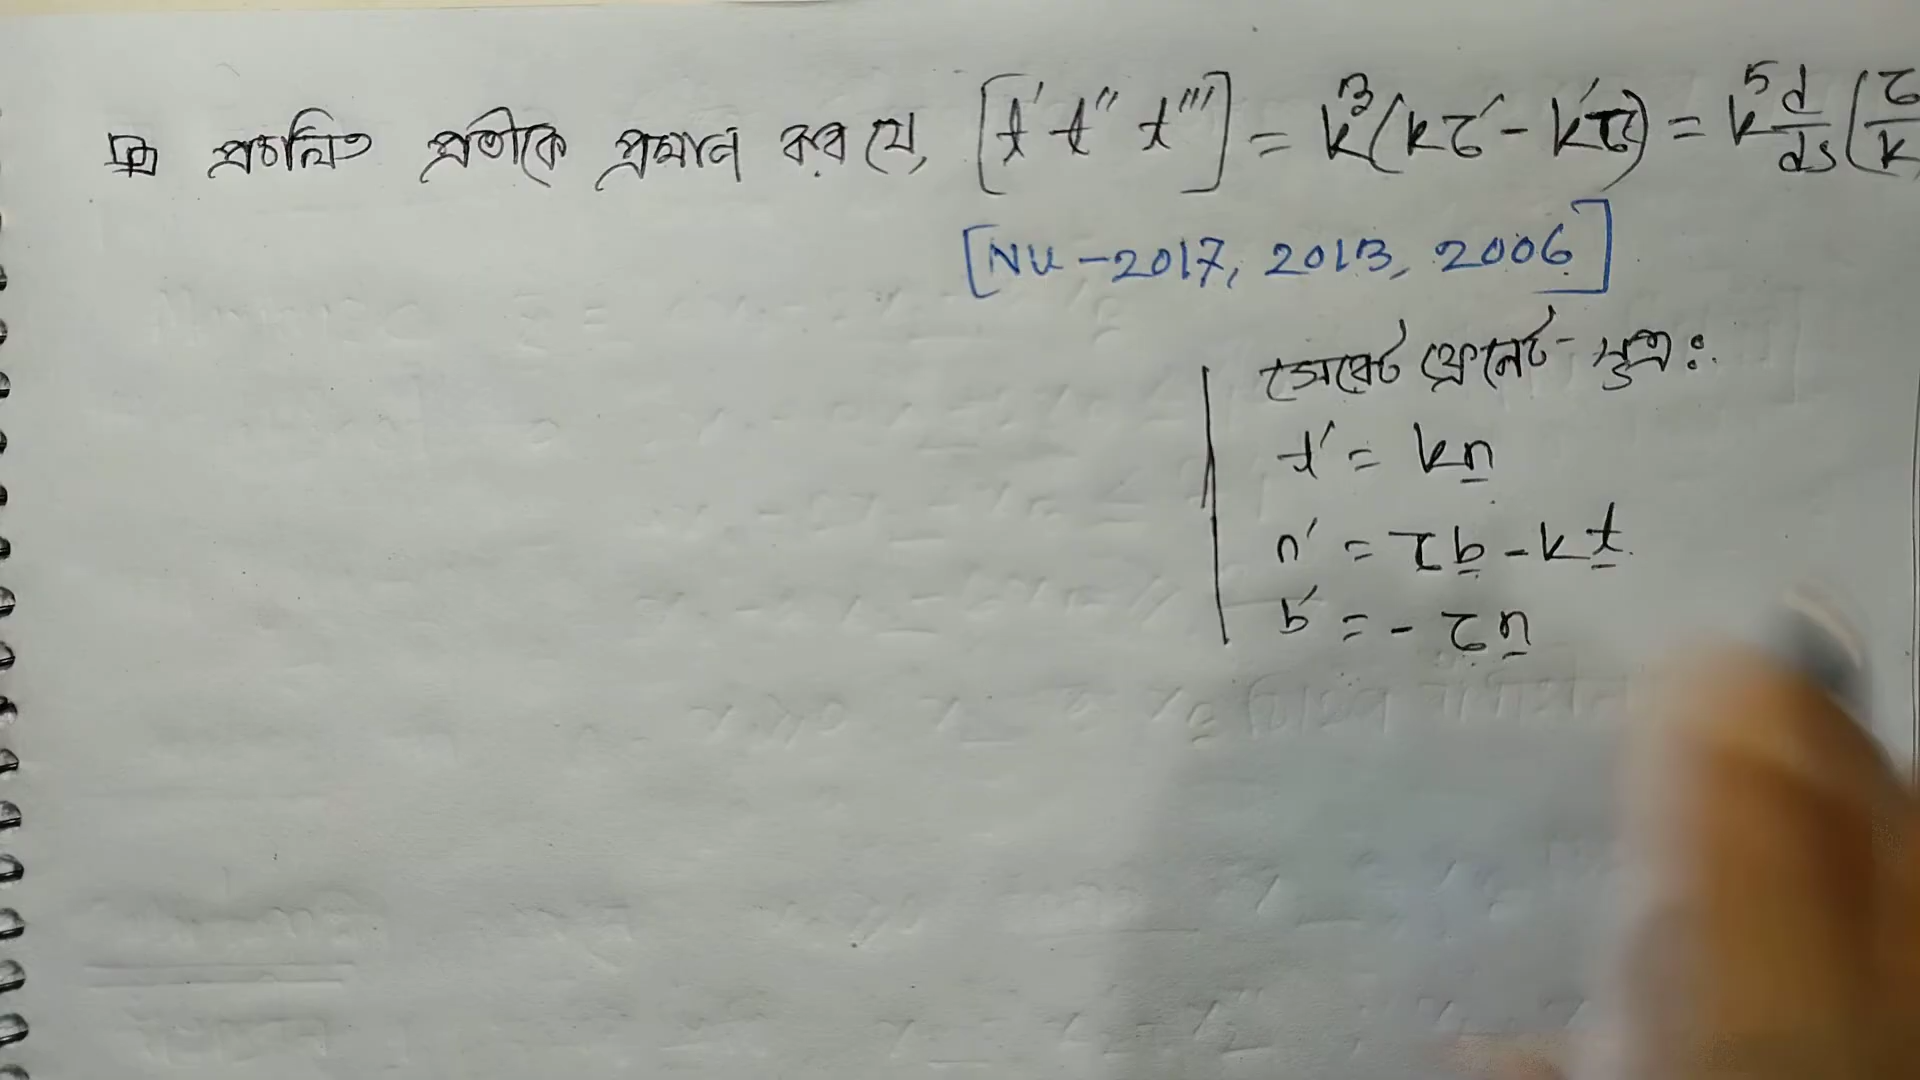 প্রচলিত প্রতীকে প্রমান কর যে, [t' t'' t'''] = k³(kτ' - k'τ) = k⁵ d/ds (τ/k
[NU-2017, 2013, 2006]
সেরেট ফ্রেনেট সূত্র:
t' = kn
n' = τb - kt
b' = - τn